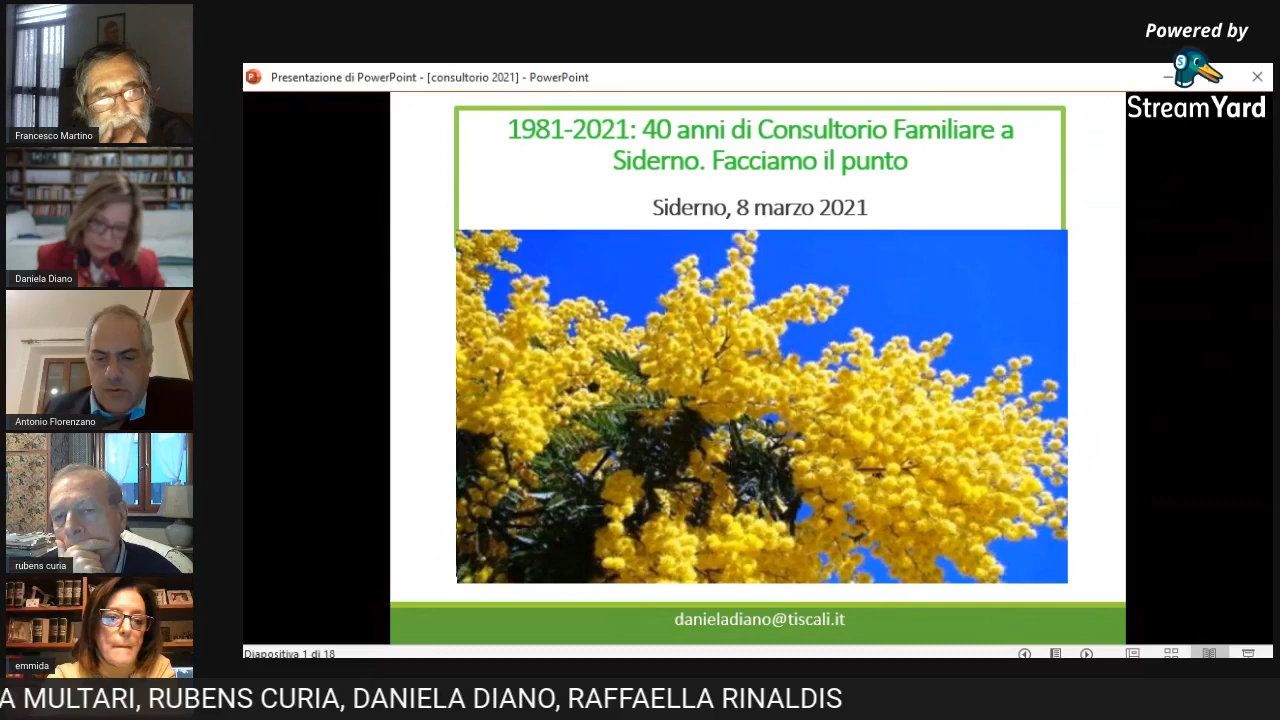 Francesco Martino
Daniela Diano
Antonio Florenzano
rubens curia
emmida
Presentazione di PowerPoint - [consultorio 2021] - PowerPoint
Powered by
StreamYard
1981-2021: 40 anni di Consultorio Familiare a
Siderno. Facciamo il punto
Siderno, 8 marzo 2021
danieladiano@tiscali.it
Diapositiva 1 di 18
A MULTARI, RUBENS CURIA, DANIELA DIANO, RAFFAELLA RINALDIS